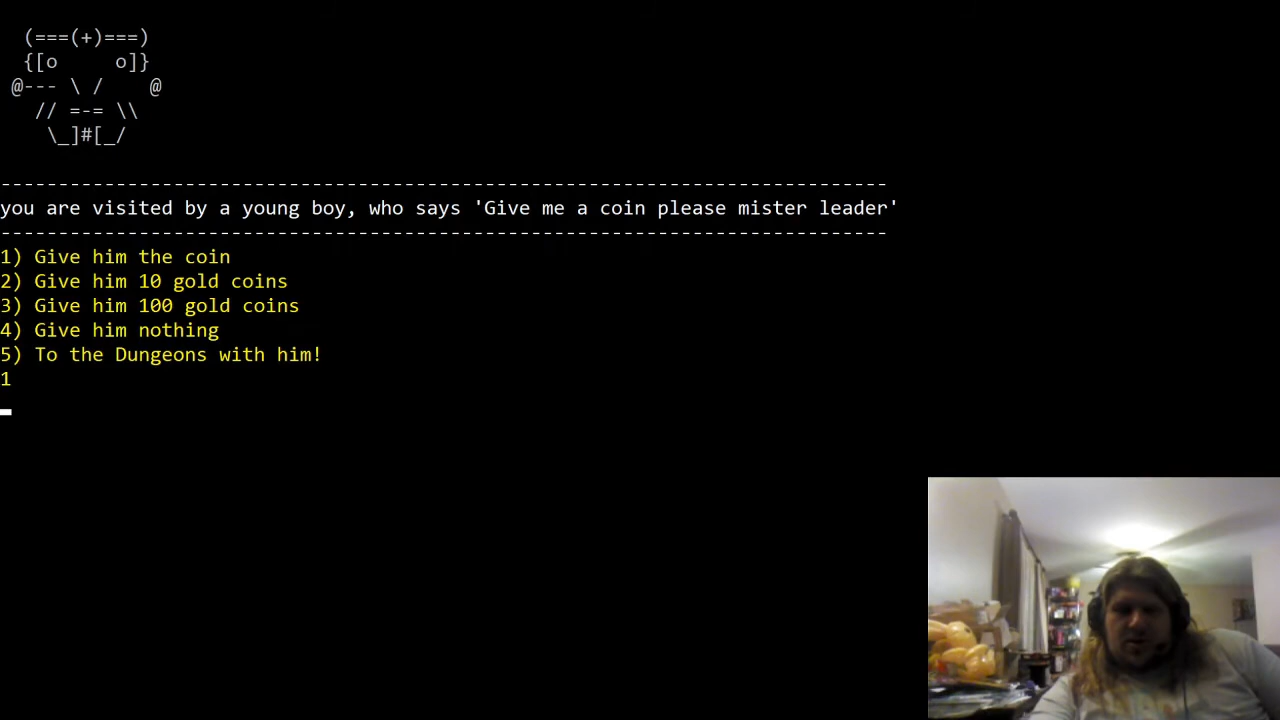 (===(+)===)
{[o     o]}
@--- \ /    @
// =-= \\
\_]#[_/
-----------------------------------------------------------------------------
you are visited by a young boy, who says 'Give me a coin please mister leader'
-----------------------------------------------------------------------------
1) Give him the coin
2) Give him 10 gold coins
3) Give him 100 gold coins
4) Give him nothing
5) To the Dungeons with him!
1